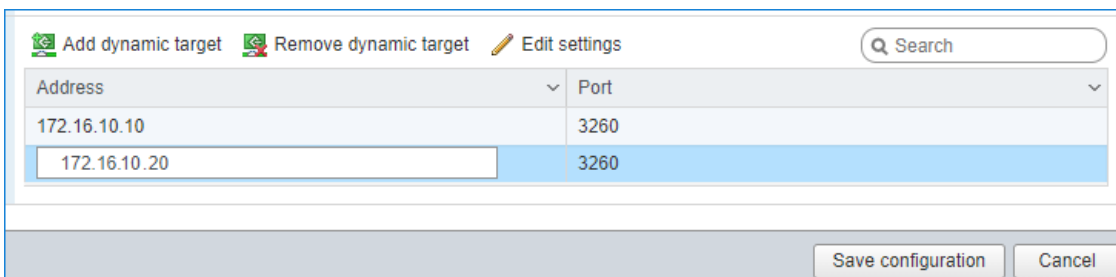 Add dynamic target Remove dynamic target Edit settings Search
Address Port
172.16.10.10 3260
172.16.10.20 3260
Save configuration Cancel